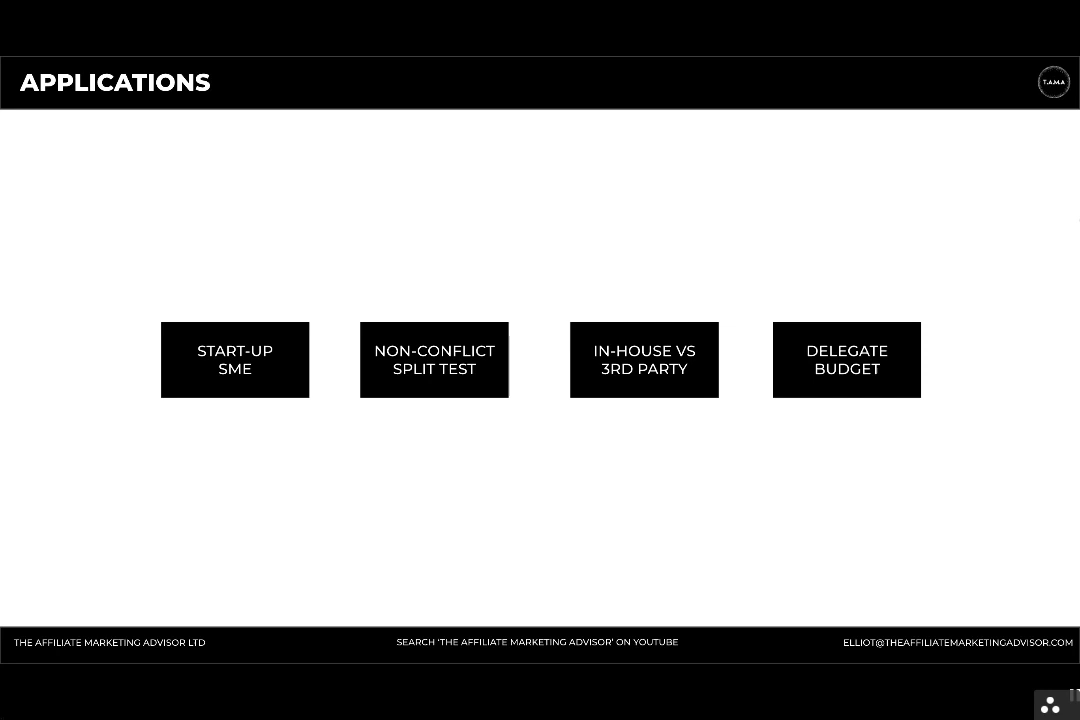 APPLICATIONS
T.A.M.A
START-UP
SME
NON-CONFLICT
SPLIT TEST
IN-HOUSE VS
3RD PARTY
DELEGATE
BUDGET
THE AFFILIATE MARKETING ADVISOR LTD
SEARCH ‘THE AFFILIATE MARKETING ADVISOR’ ON YOUTUBE
ELLIOT@THEAFFILIATEMARKETINGADVISOR.COM